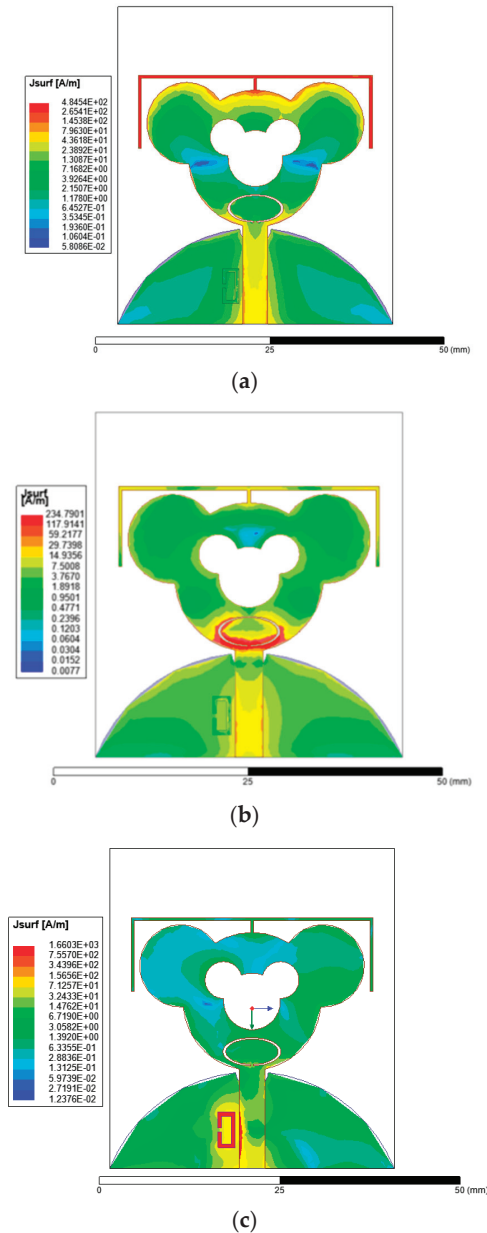 Jsurf [A/m]
4.8454E+02
2.6541E+02
1.4538E+02
7.9630E+01
4.3618E+01
2.3892E+01
1.3087E+01
7.1682E+00
3.9264E+00
2.1507E+00
1.1780E+00
6.4527E-01
3.5345E-01
1.9360E-01
1.0604E-01
5.8086E-02
0
25
50 (mm)
(a)
Jsurf
[A/m]
234.7901
117.9141
59.2177
29.7398
14.9356
7.5008
3.7670
1.8918
0.9501
0.4771
0.2396
0.1203
0.0604
0.0304
0.0152
0.0077
0
25
50 (mm)
(b)
Jsurf [A/m]
1.6603E+03
7.5570E+02
3.4396E+02
1.5656E+02
7.1257E+01
3.2433E+01
1.4762E+01
6.7190E+00
3.0582E+00
1.3920E+00
6.3355E-01
2.8836E-01
1.3125E-01
5.9739E-02
2.7191E-02
1.2376E-02
0
25
50 (mm)
(c)